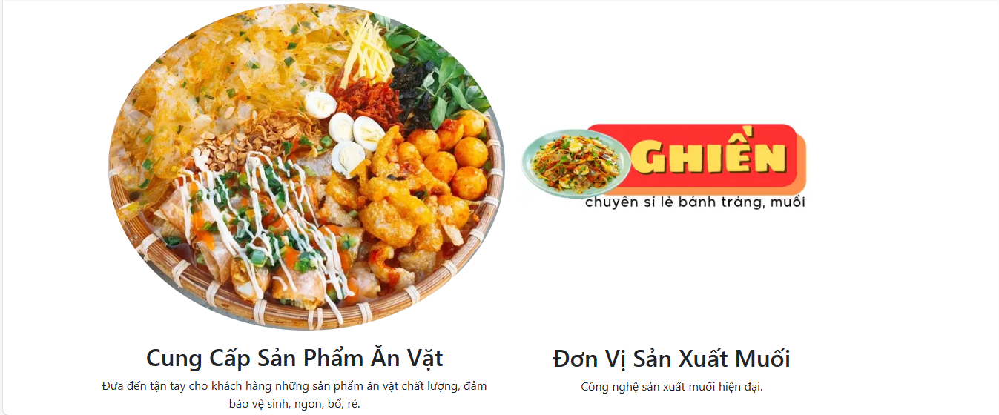 GHIỀN
chuyên sỉ lẻ bánh tráng, muối
Cung Cấp Sản Phẩm Ăn Vặt
Đơn Vị Sản Xuất Muối
Đưa đến tận tay cho khách hàng những sản phẩm ăn vặt chất lượng, đảm
bảo vệ sinh, ngon, bổ, rẻ.
Công nghệ sản xuất muối hiện đại.